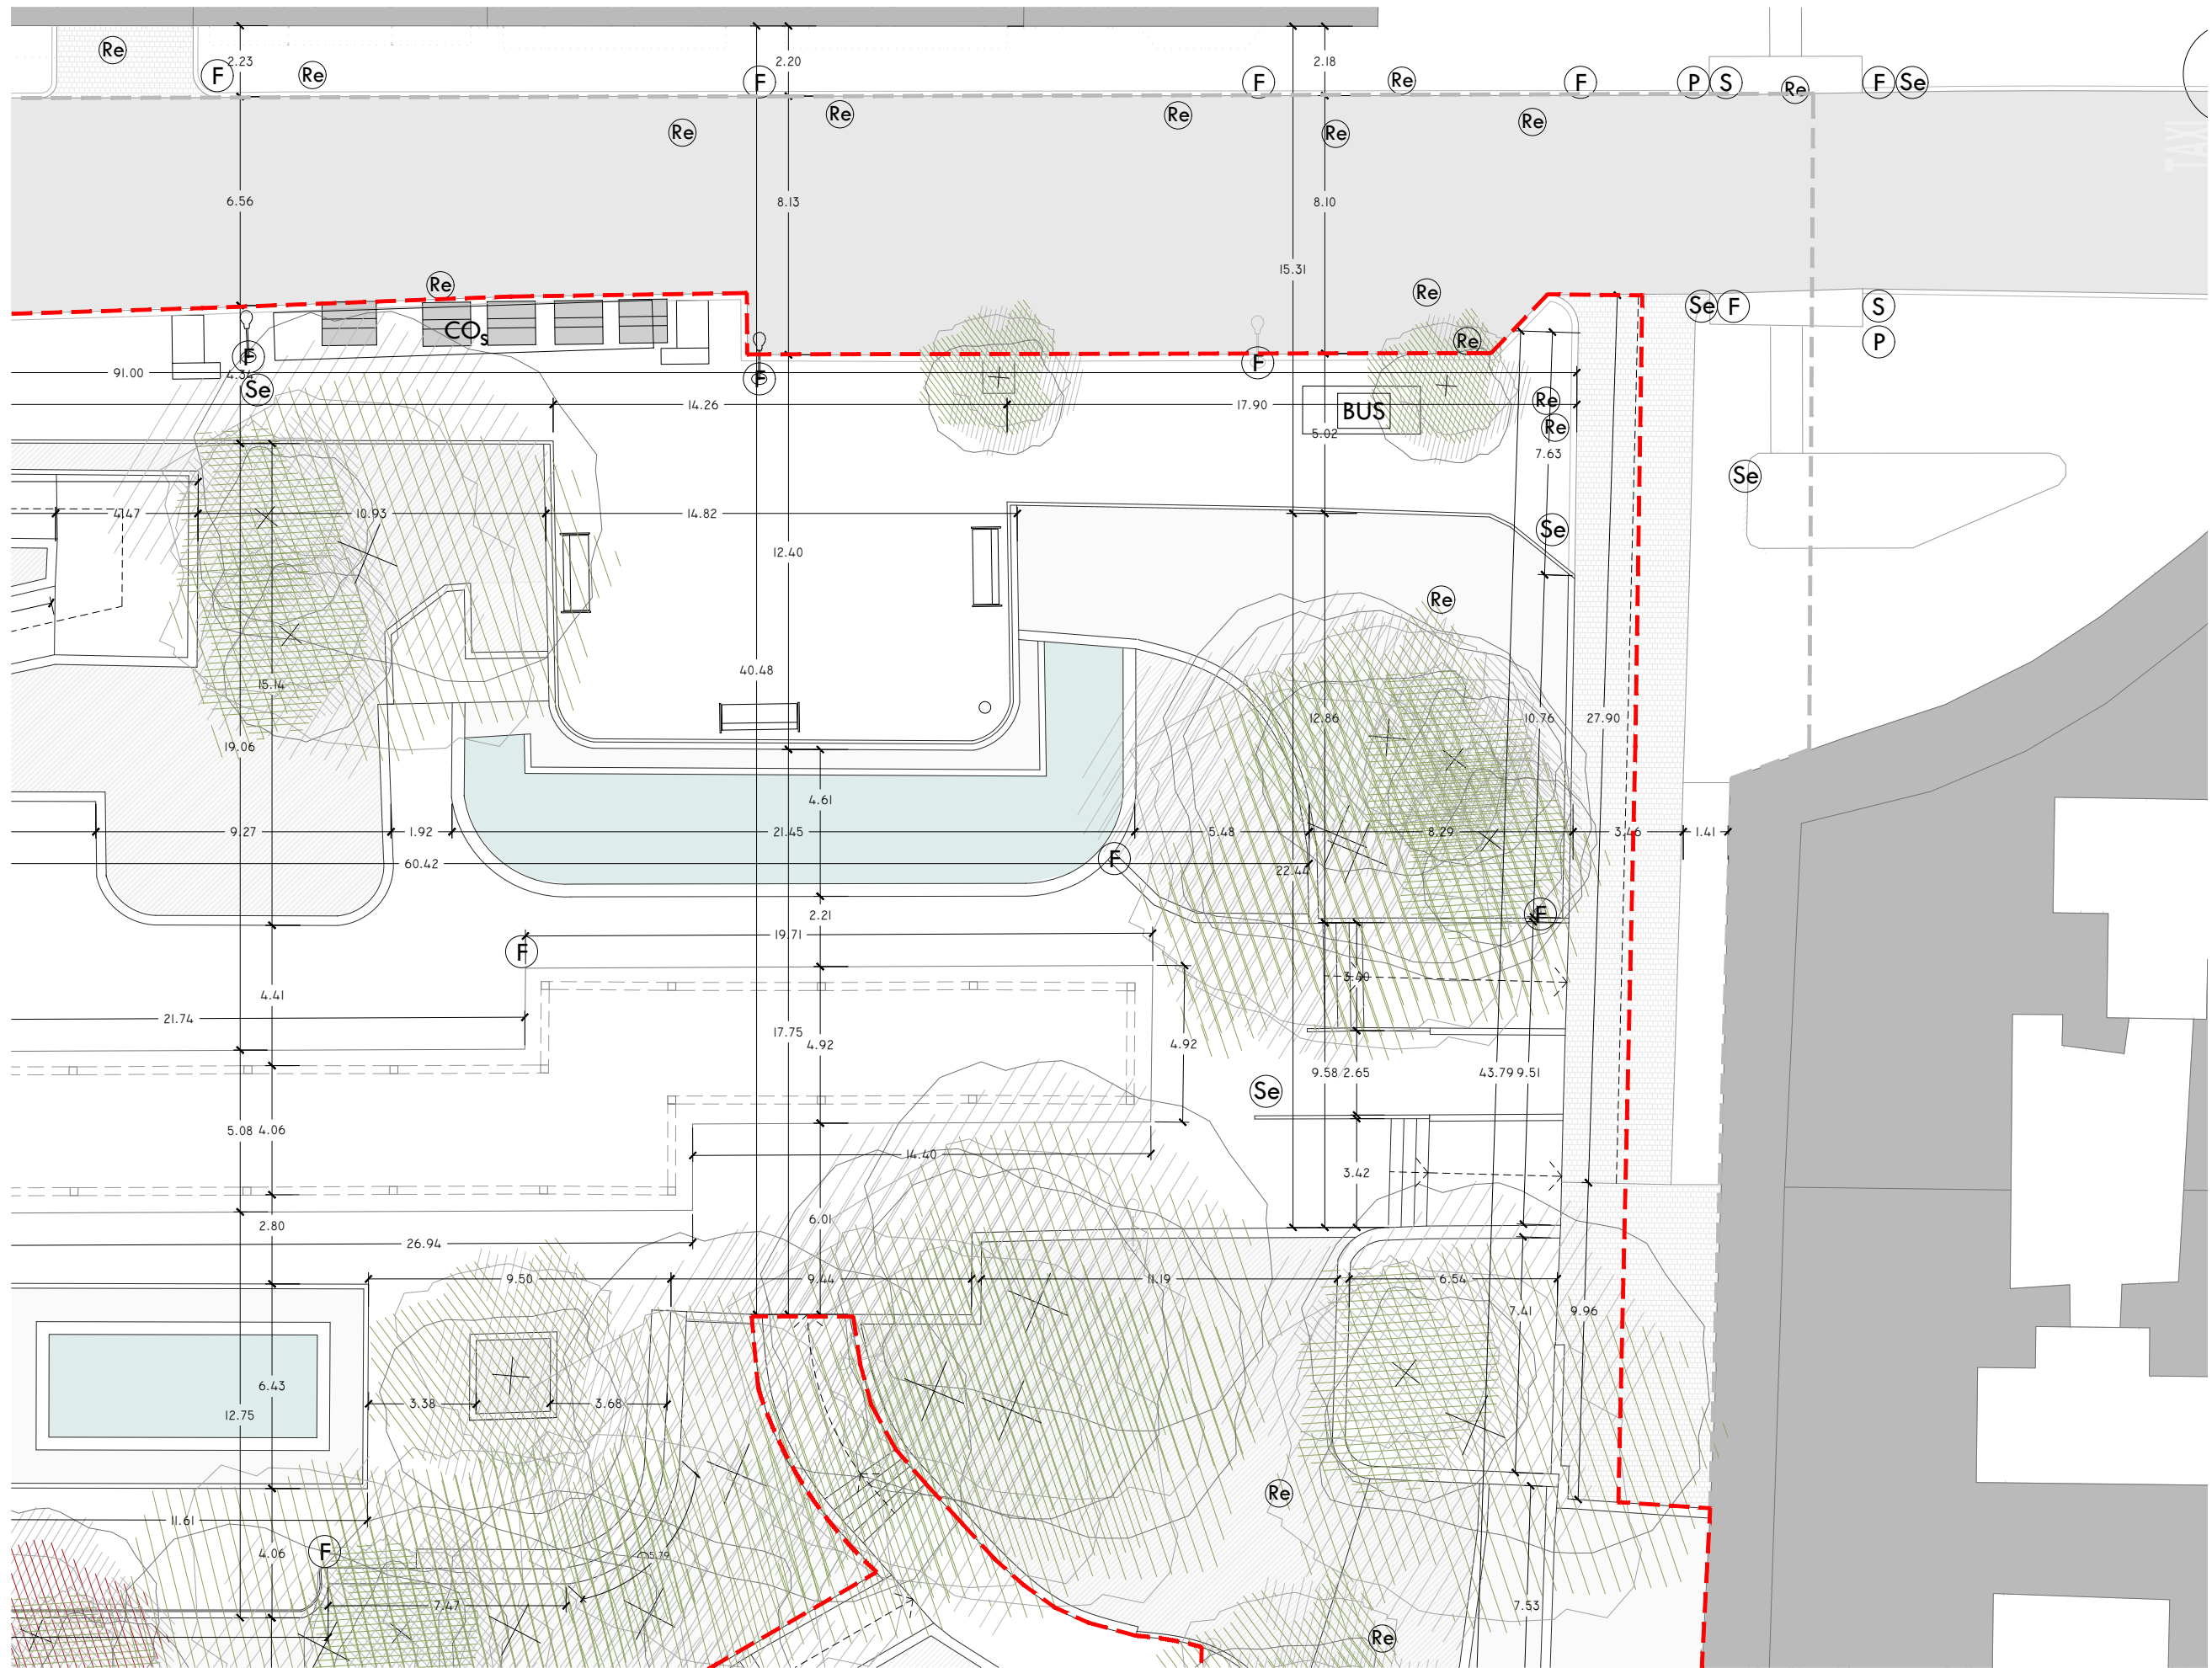 Re
F
2.23
Re
F
2.20
F
2.18
Re
F
P
S
Re
F
Se
Re
Re
Re
Re
Re
TAXI
6.56
8.13
8.10
15.31
Re
Re
Se
F
S
COs
F
F
F
Re
P
91.00
4.34
Se
14.26
17.90
BUS
Re
Re
5.02
7.63
Se
4.47
10.93
14.82
Se
12.40
Re
15.14
40.48
19.06
12.86
10.76
27.90
4.61
9.27
1.92
21.45
5.48
8.29
3.46
1.41
60.42
F
22.44
2.21
F
19.71
F
3.40
4.41
21.74
17.75
4.92
4.92
9.58
2.65
43.79
9.51
Se
5.08
4.06
14.40
3.42
2.80
6.01
26.94
9.50
9.44
11.19
6.54
7.41
9.96
6.43
12.75
3.38
3.68
Re
11.61
F
4.06
5.79
7.47
7.53
Re